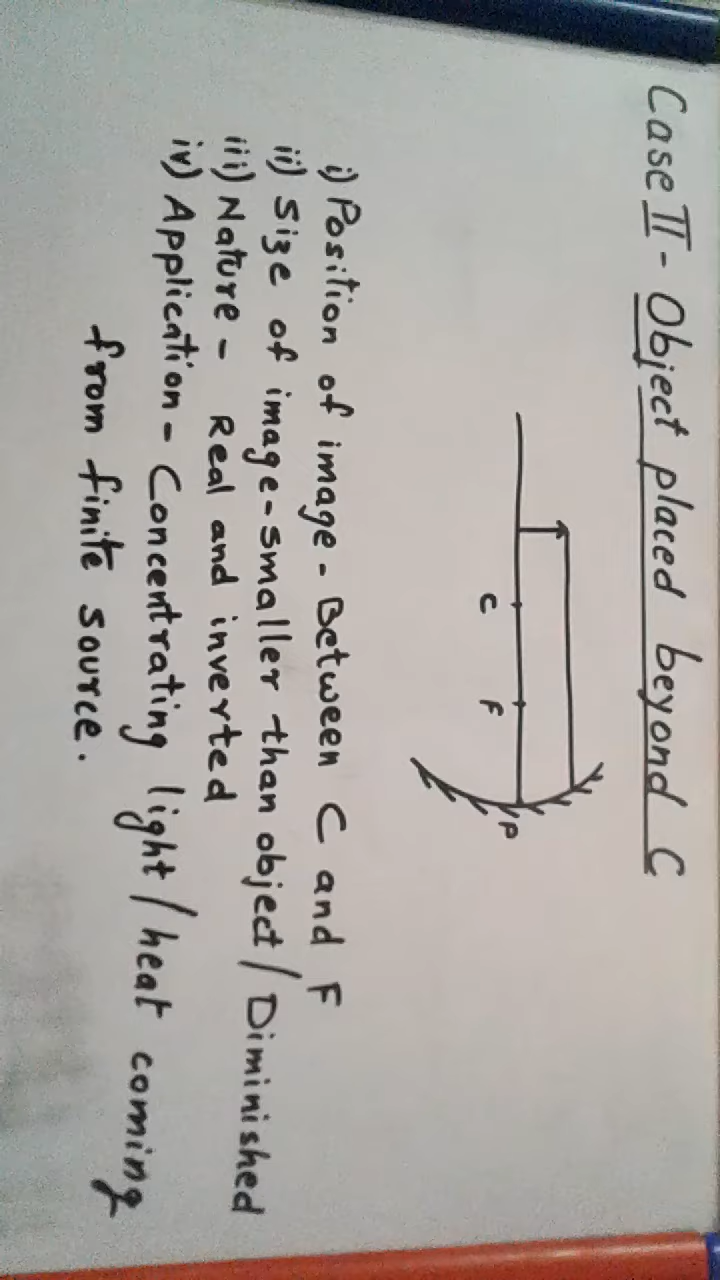 Case II - Object placed beyond C
C
F
P
i) Position of image - Between C and F
ii) Size of image - smaller than object / Diminished
iii) Nature - Real and inverted
iv) Application - Concentrating light / heat coming
from finite source.